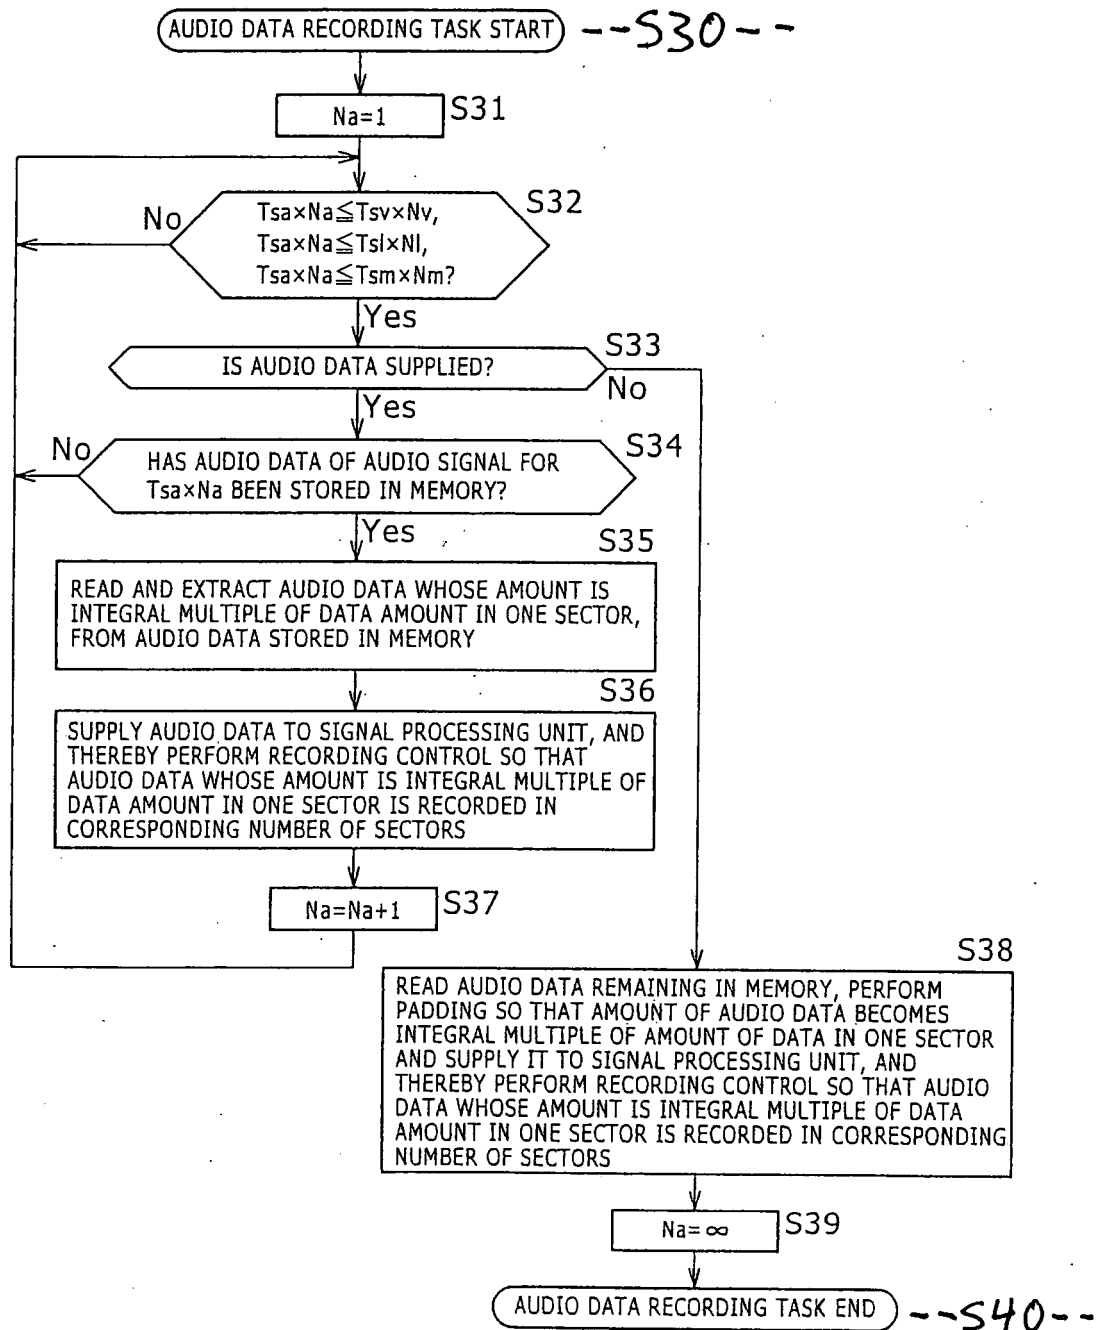 AUDIO DATA RECORDING TASK START --S30--
Na=1 S31
S32
No
Tsa×Na≦Tsv×Nv,
Tsa×Na≦Tsl×Nl,
Tsa×Na≦Tsm×Nm?
Yes
S33
IS AUDIO DATA SUPPLIED?
No
Yes
S34
No
HAS AUDIO DATA OF AUDIO SIGNAL FOR
Tsa×Na BEEN STORED IN MEMORY?
Yes
S35
READ AND EXTRACT AUDIO DATA WHOSE AMOUNT IS
INTEGRAL MULTIPLE OF DATA AMOUNT IN ONE SECTOR,
FROM AUDIO DATA STORED IN MEMORY
S36
SUPPLY AUDIO DATA TO SIGNAL PROCESSING UNIT, AND
THEREBY PERFORM RECORDING CONTROL SO THAT
AUDIO DATA WHOSE AMOUNT IS INTEGRAL MULTIPLE OF
DATA AMOUNT IN ONE SECTOR IS RECORDED IN
CORRESPONDING NUMBER OF SECTORS
Na=Na+1 S37
S38
READ AUDIO DATA REMAINING IN MEMORY, PERFORM
PADDING SO THAT AMOUNT OF AUDIO DATA BECOMES
INTEGRAL MULTIPLE OF AMOUNT OF DATA IN ONE SECTOR
AND SUPPLY IT TO SIGNAL PROCESSING UNIT, AND
THEREBY PERFORM RECORDING CONTROL SO THAT AUDIO
DATA WHOSE AMOUNT IS INTEGRAL MULTIPLE OF DATA
AMOUNT IN ONE SECTOR IS RECORDED IN CORRESPONDING
NUMBER OF SECTORS
Na=∞ S39
AUDIO DATA RECORDING TASK END --S40--